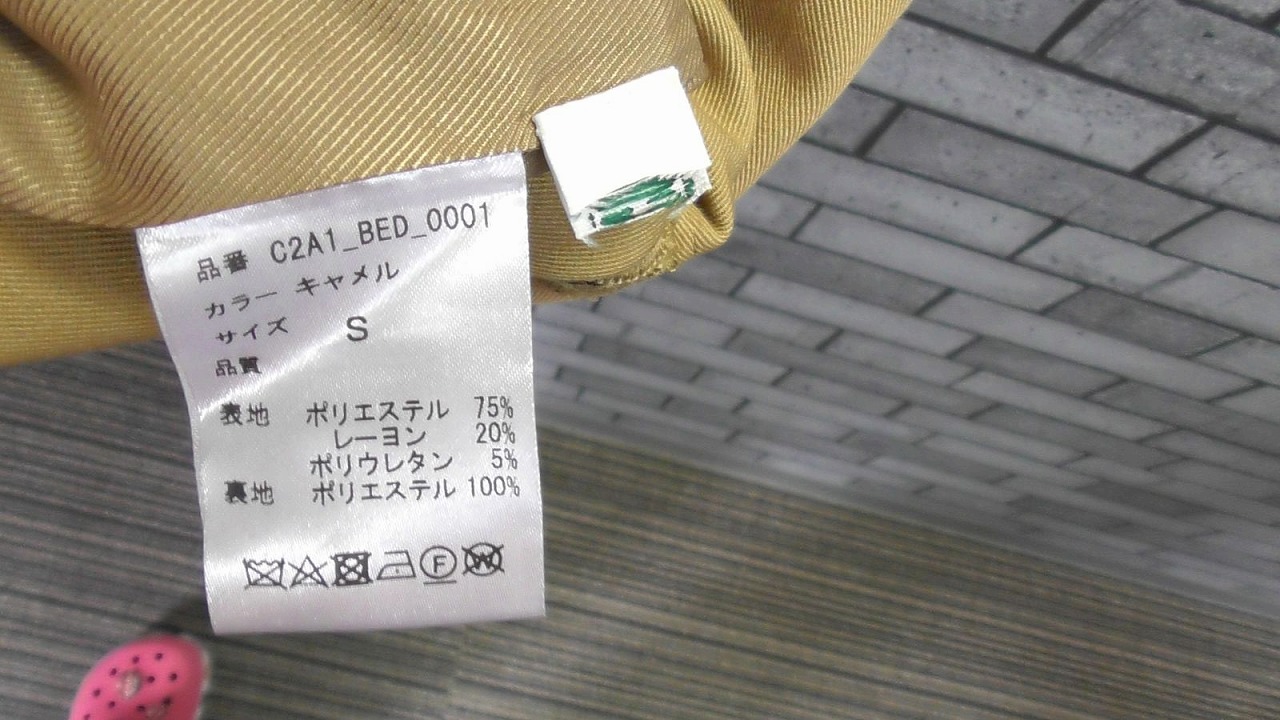 品番 C2A1_BED_0001
カラー キャメル
サイズ S
品質
表地 ポリエステル 75%
レーヨン 20%
ポリウレタン 5%
裏地 ポリエステル 100%
F W